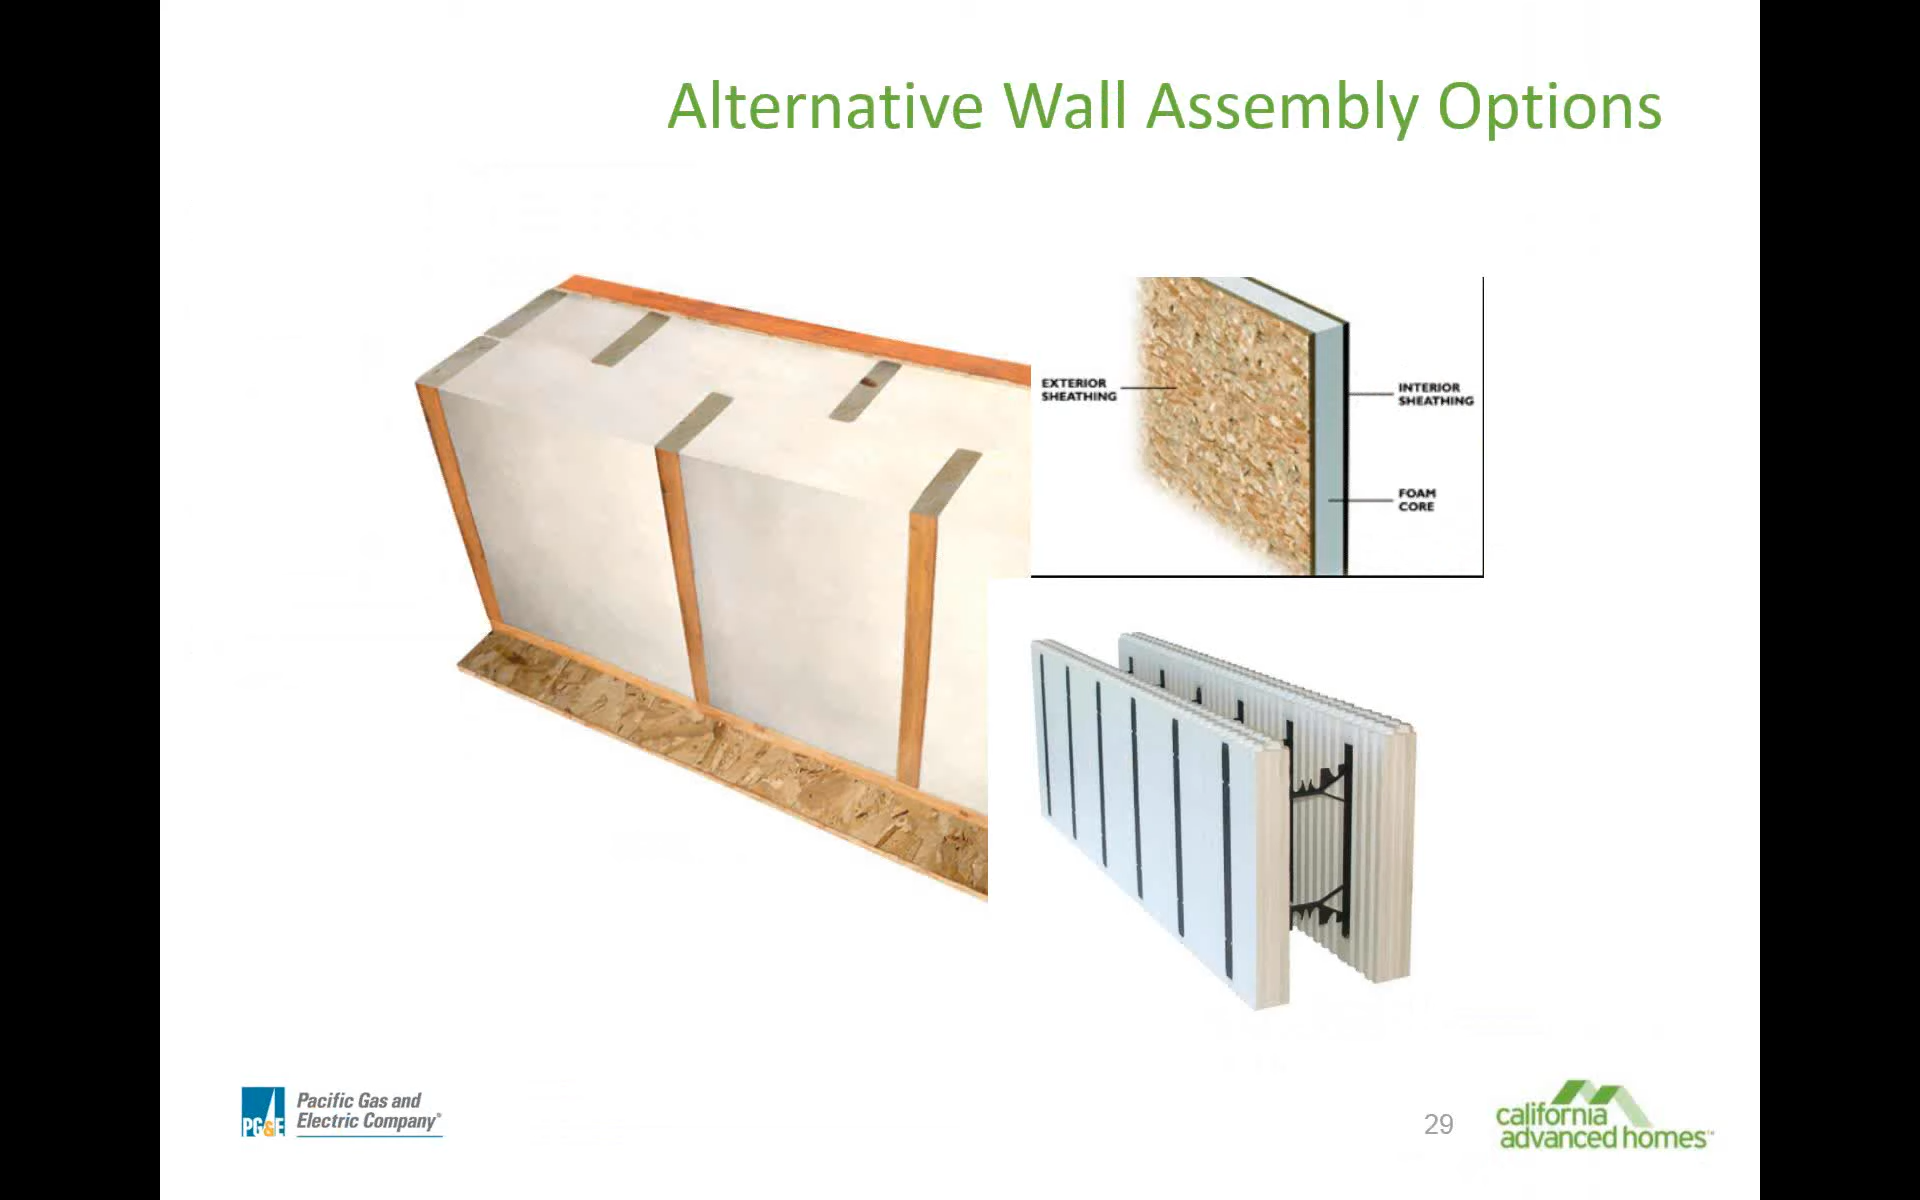 Alternative Wall Assembly Options
EXTERIOR
SHEATHING
INTERIOR
SHEATHING
FOAM
CORE
PG&E
Pacific Gas and
Electric Company®
29
california
advanced homes™